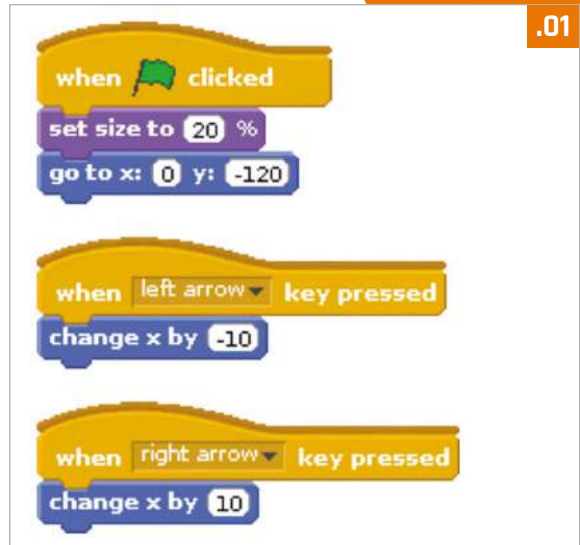 .01
when clicked
set size to 20 %
go to x: 0 y: -120
when left arrow key pressed
change x by -10
when right arrow key pressed
change x by 10